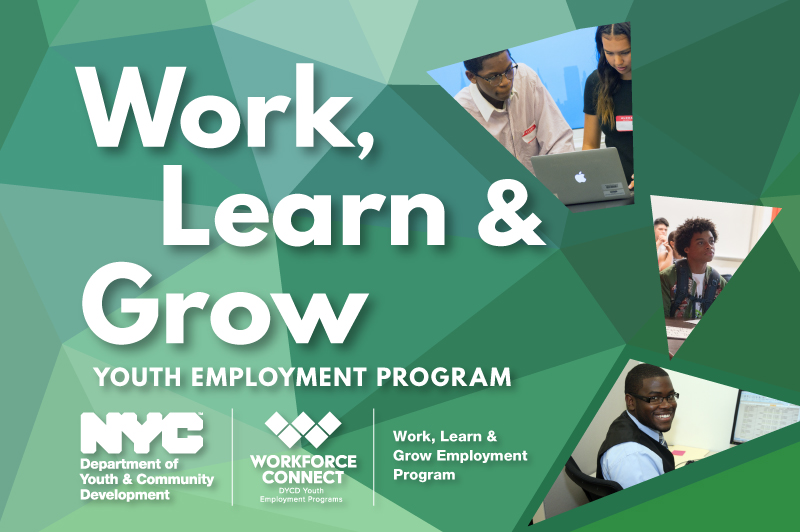 Work,
Learn &
Grow
YOUTH EMPLOYMENT PROGRAM
NYC™
Department of
Youth & Community
Development
WORKFORCE
CONNECT
DYCD Youth
Employment Programs
Work, Learn &
Grow Employment
Program